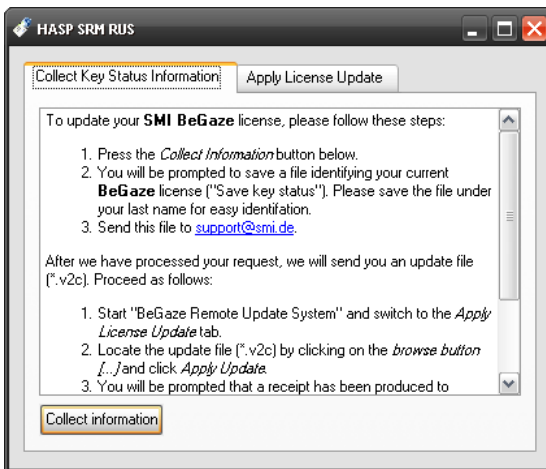 HASP SRM RUS
Collect Key Status Information
Apply License Update
To update your SMI BeGaze license, please follow these steps:
1. Press the Collect Information button below.
2. You will be prompted to save a file identifying your current
BeGaze license ("Save key status"). Please save the file under
your last name for easy identifation.
3. Send this file to support@smi.de.
After we have processed your request, we will send you an update file
(*.v2c). Proceed as follows:
1. Start "BeGaze Remote Update System" and switch to the Apply
License Update tab.
2. Locate the update file (*.v2c) by clicking on the browse button
[...] and click Apply Update.
3. You will be prompted that a receipt has been produced to
Collect information